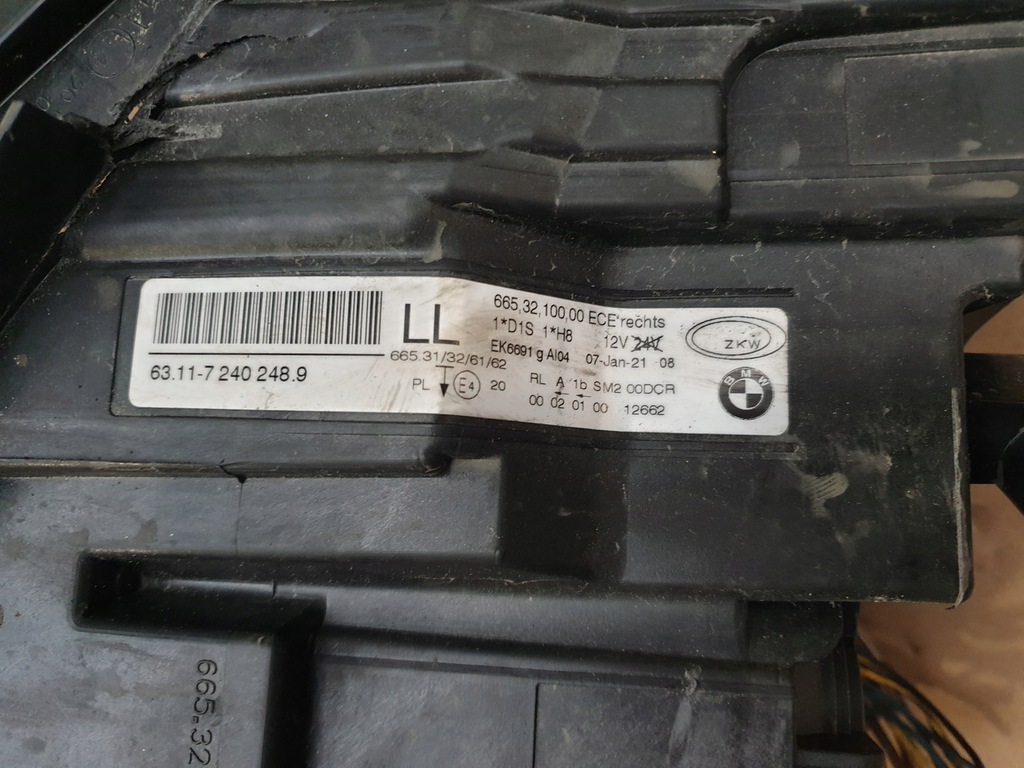 63.11-7 240 248.9
LL
665.31/32/61/62
665,32,100,00 ECE rechts
1*D1S 1*H8 12V 24V
EK6691 g AI04 07-Jan-21 08
PL E4 20 RL A 1b SM2 00DCR
00 02 01 00 12662
ZKW
BMW
665.32